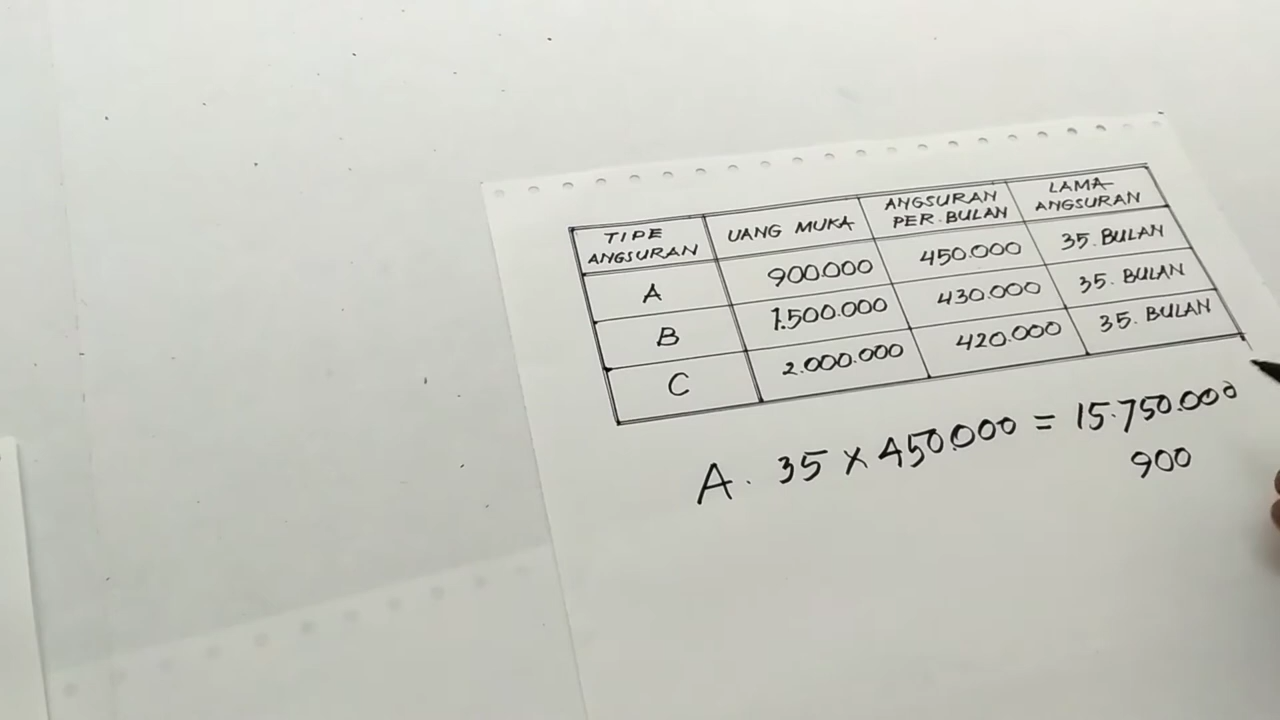 TIPE ANGSURAN UANG MUKA ANGSURAN PER.BULAN LAMA ANGSURAN
A 900.000 450.000 35. BULAN
B 1.500.000 430.000 35. BULAN
C 2.000.000 420.000 35. BULAN
A. 35 x 450.000 = 15.750.000
900